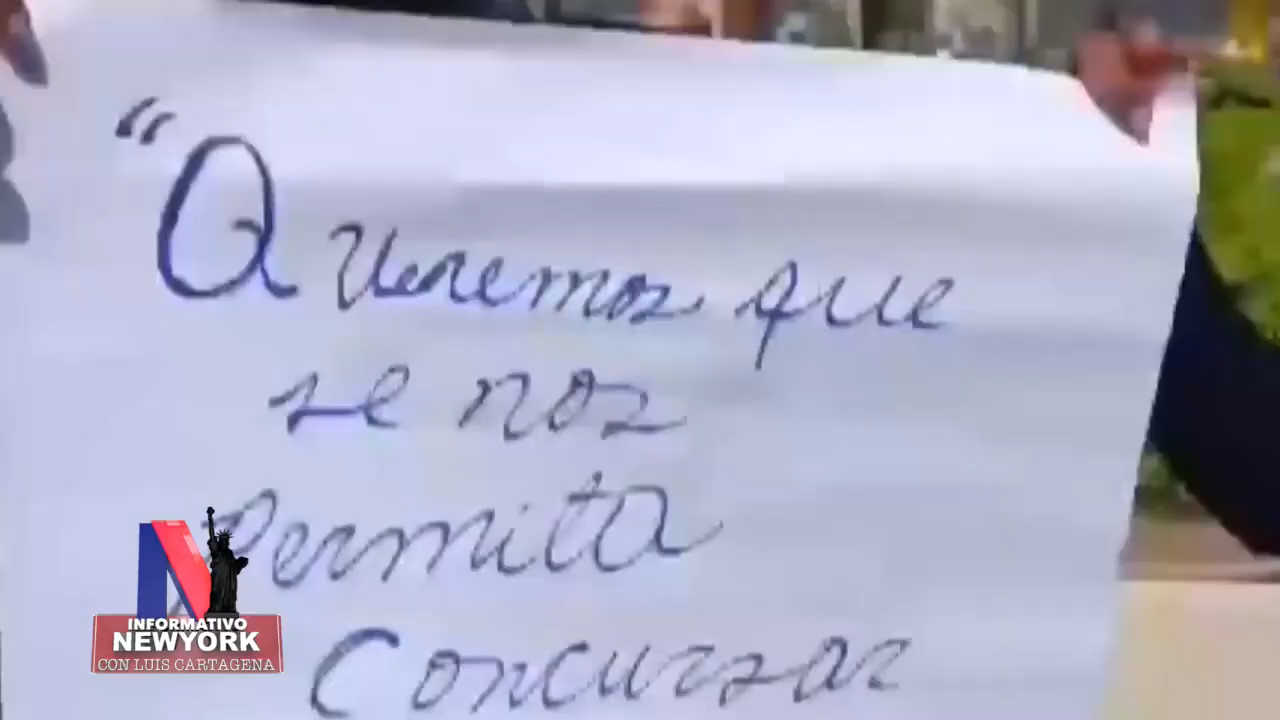 “Queremos que
se nos
permita
Concursar
INFORMATIVO
NEWYORK
CON LUIS CARTAGENA